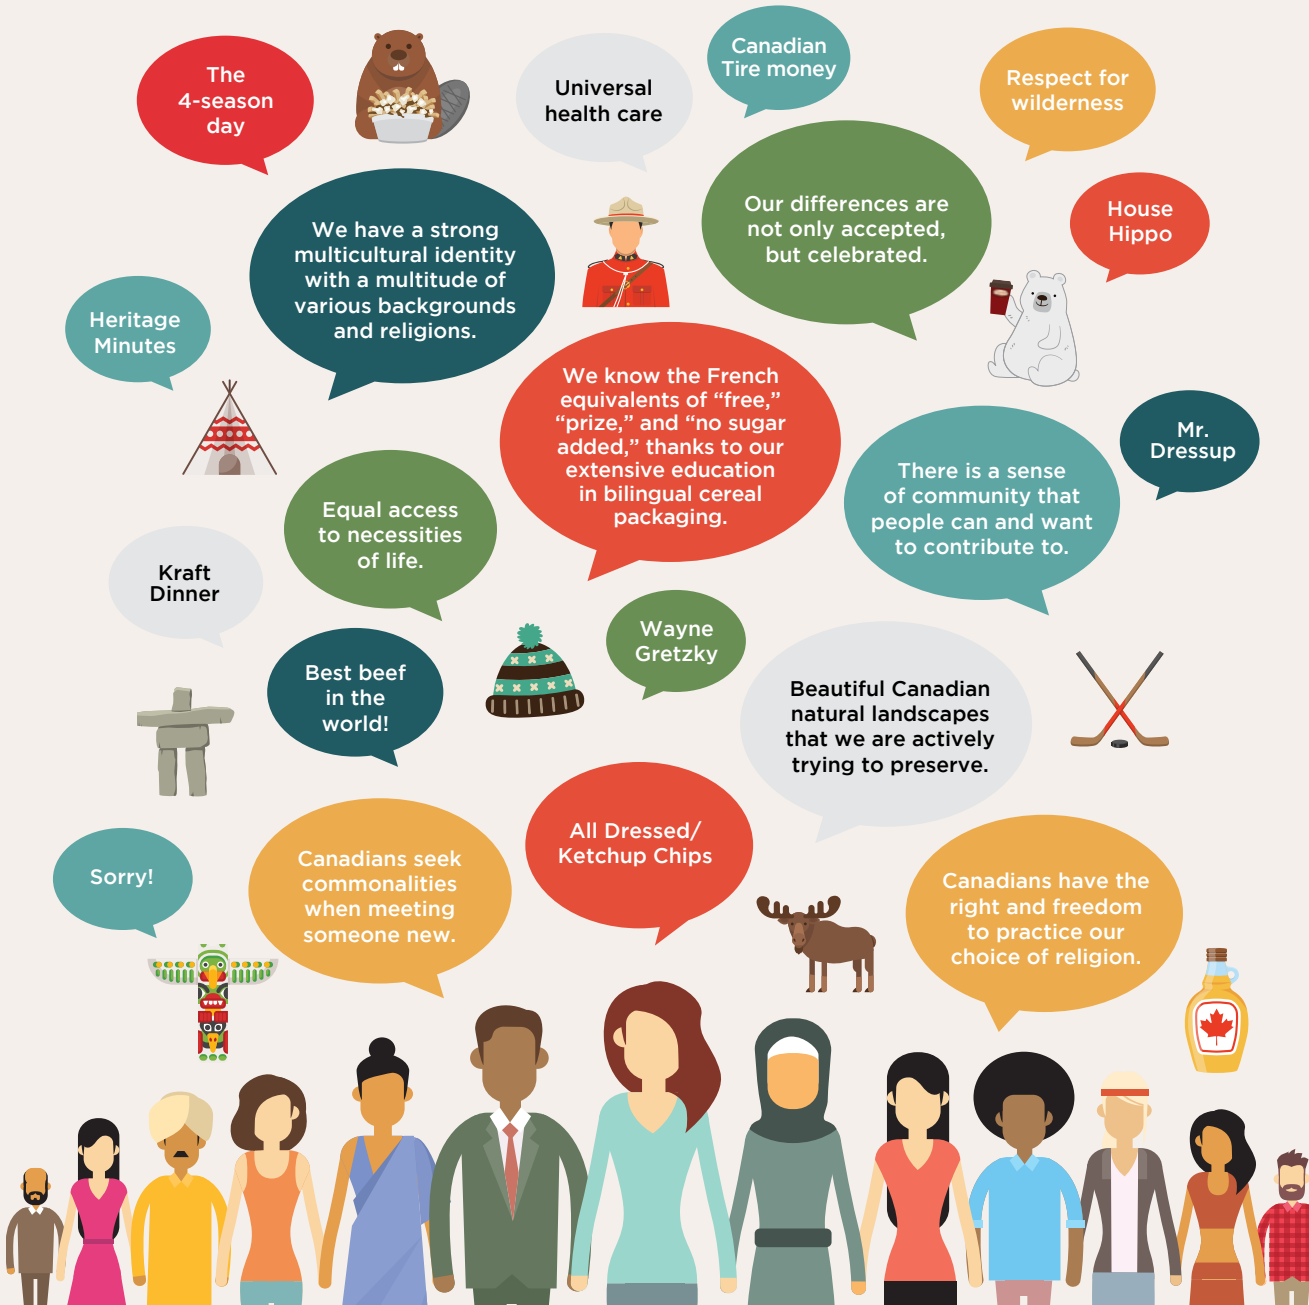 The
4-season
day
Universal
health care
Canadian
Tire money
Respect for
wilderness
We have a strong
multicultural identity
with a multitude of
various backgrounds
and religions.
Our differences are
not only accepted,
but celebrated.
House
Hippo
Heritage
Minutes
We know the French
equivalents of “free,”
“prize,” and “no sugar
added,” thanks to our
extensive education
in bilingual cereal
packaging.
Mr.
Dressup
There is a sense
of community that
people can and want
to contribute to.
Equal access
to necessities
of life.
Kraft
Dinner
Wayne
Gretzky
Best beef
in the
world!
Beautiful Canadian
natural landscapes
that we are actively
trying to preserve.
All Dressed/
Ketchup Chips
Sorry!
Canadians seek
commonalities
when meeting
someone new.
Canadians have the
right and freedom
to practice our
choice of religion.